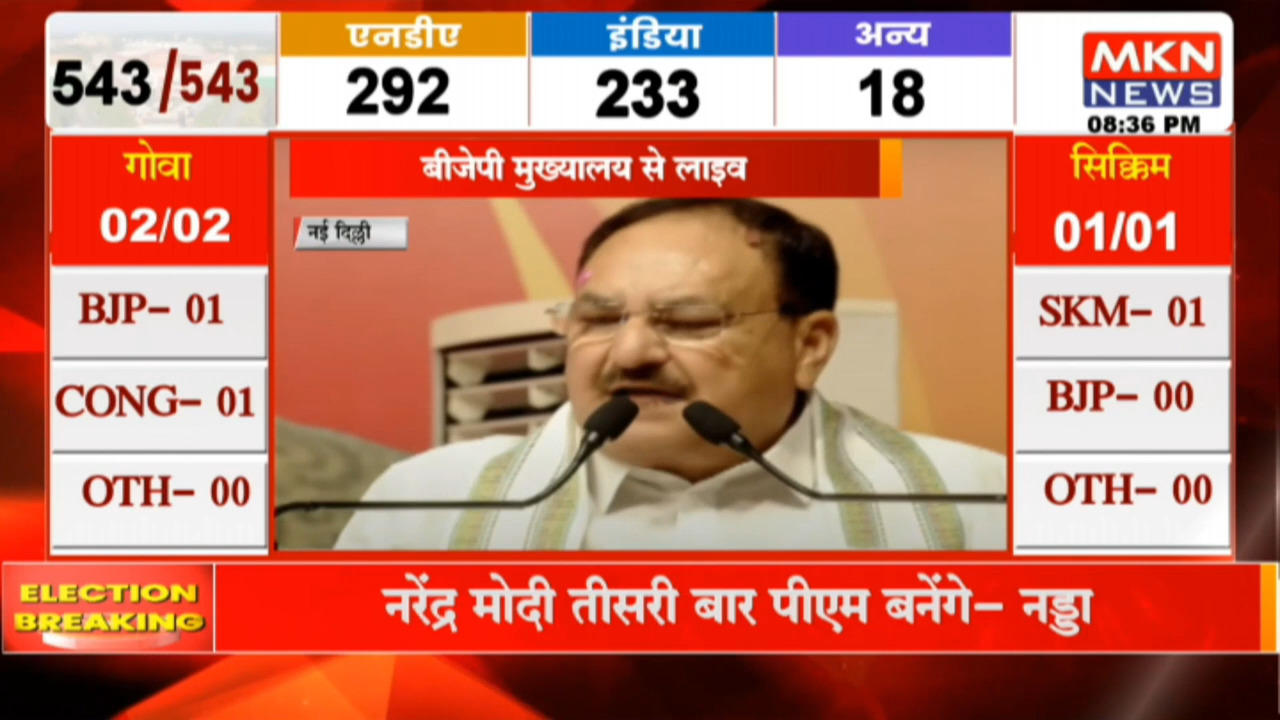 543/543
एनडीए
292
इंडिया
233
अन्य
18
MKN
NEWS
08:36 PM
गोवा
02/02
BJP- 01
CONG- 01
OTH- 00
बीजेपी मुख्यालय से लाइव
नई दिल्ली
सिक्किम
01/01
SKM- 01
BJP- 00
OTH- 00
ELECTION
BREAKING
नरेंद्र मोदी तीसरी बार पीएम बनेंगे- नड्डा